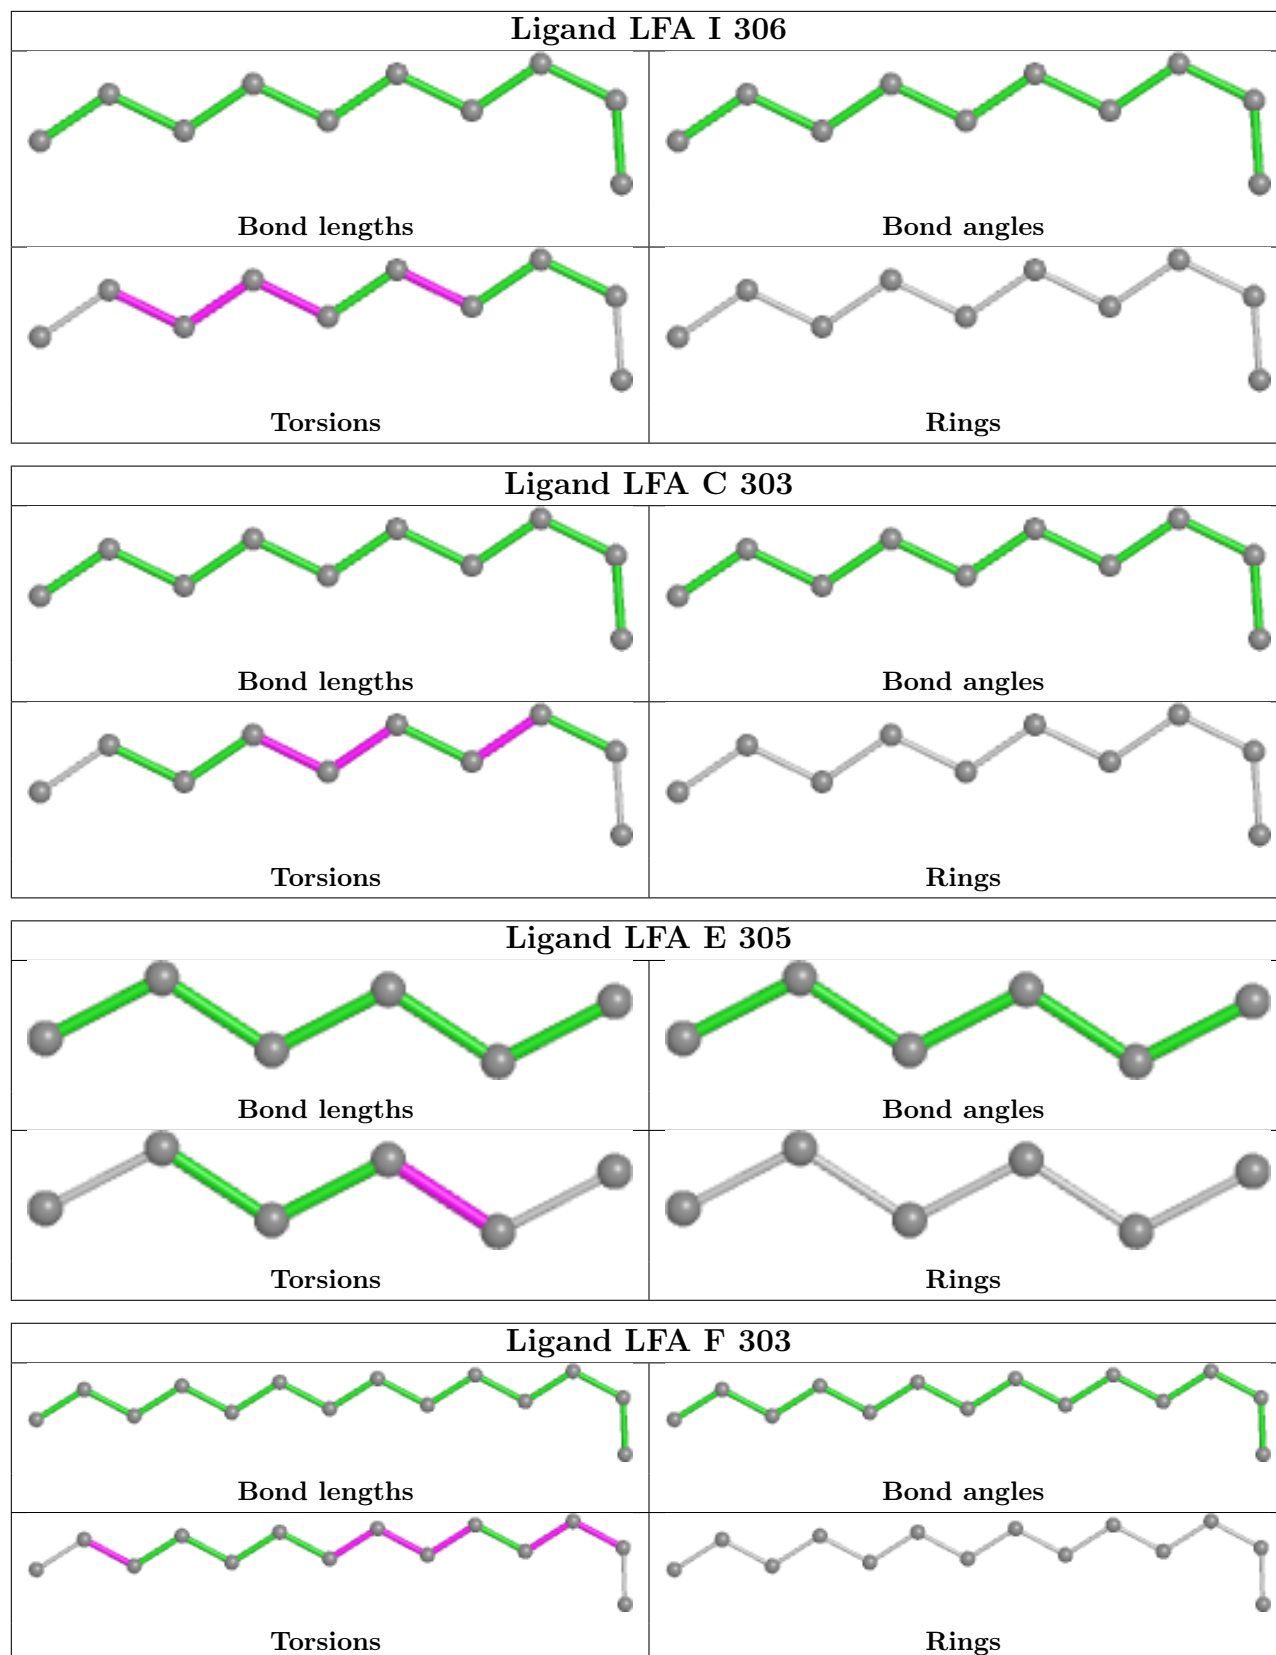 Ligand LFA I 306
Bond lengths
Bond angles
Torsions
Rings
Ligand LFA C 303
Bond lengths
Bond angles
Torsions
Rings
Ligand LFA E 305
Bond lengths
Bond angles
Torsions
Rings
Ligand LFA F 303
Bond lengths
Bond angles
Torsions
Rings